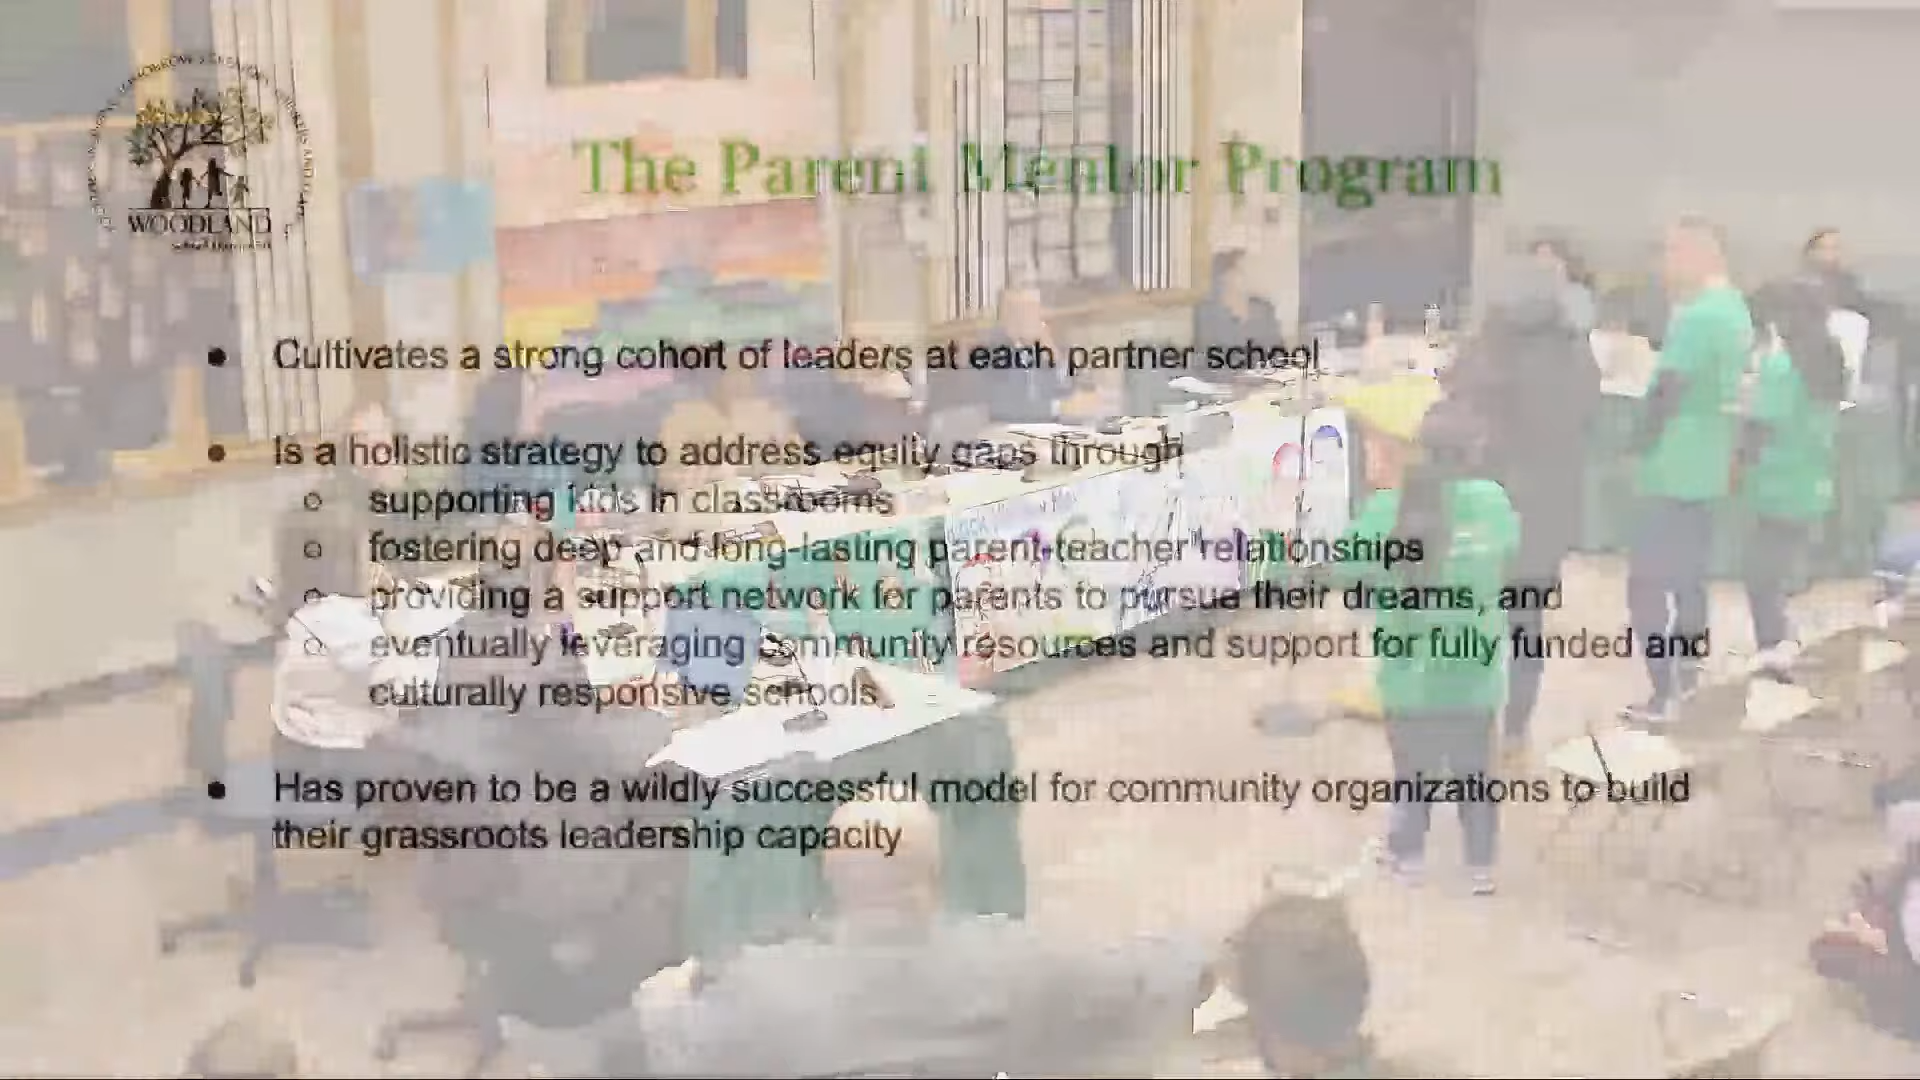 WOODLAND
The Parent Mentor Program
● Cultivates a strong cohort of leaders at each partner school
● Is a holistic strategy to address equity gaps through
○ supporting kids in classrooms
○ fostering deep and long-lasting parent-teacher relationships
○ providing a support network for parents to pursue their dreams, and
○ eventually leveraging community resources and support for fully funded and
culturally responsive schools.
● Has proven to be a wildly successful model for community organizations to build
their grassroots leadership capacity